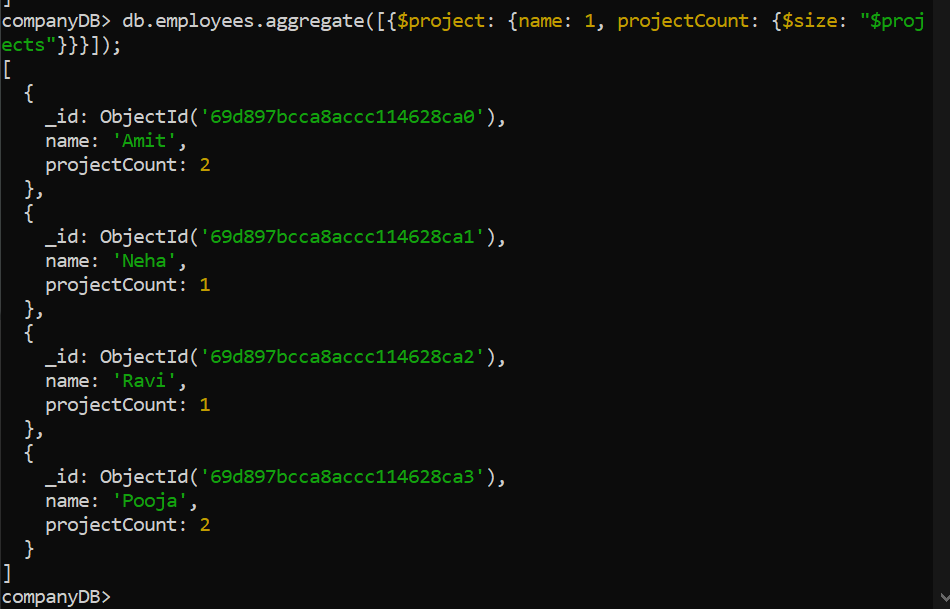 ]
companyDB> db.employees.aggregate([{$project: {name: 1, projectCount: {$size: "$proj
ects"}}}]);
[
  {
    _id: ObjectId('69d897bcca8accc114628ca0'),
    name: 'Amit',
    projectCount: 2
  },
  {
    _id: ObjectId('69d897bcca8accc114628ca1'),
    name: 'Neha',
    projectCount: 1
  },
  {
    _id: ObjectId('69d897bcca8accc114628ca2'),
    name: 'Ravi',
    projectCount: 1
  },
  {
    _id: ObjectId('69d897bcca8accc114628ca3'),
    name: 'Pooja',
    projectCount: 2
  }
]
companyDB>